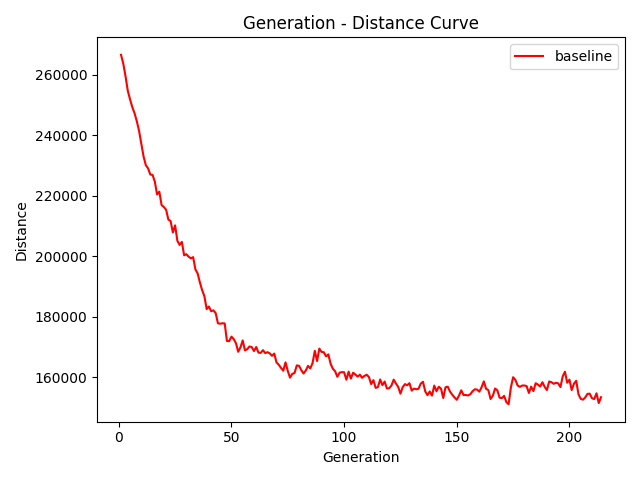 Generation - Distance Curve
baseline
260000
240000
220000
200000
180000
160000
Distance
0
50
100
150
200
Generation